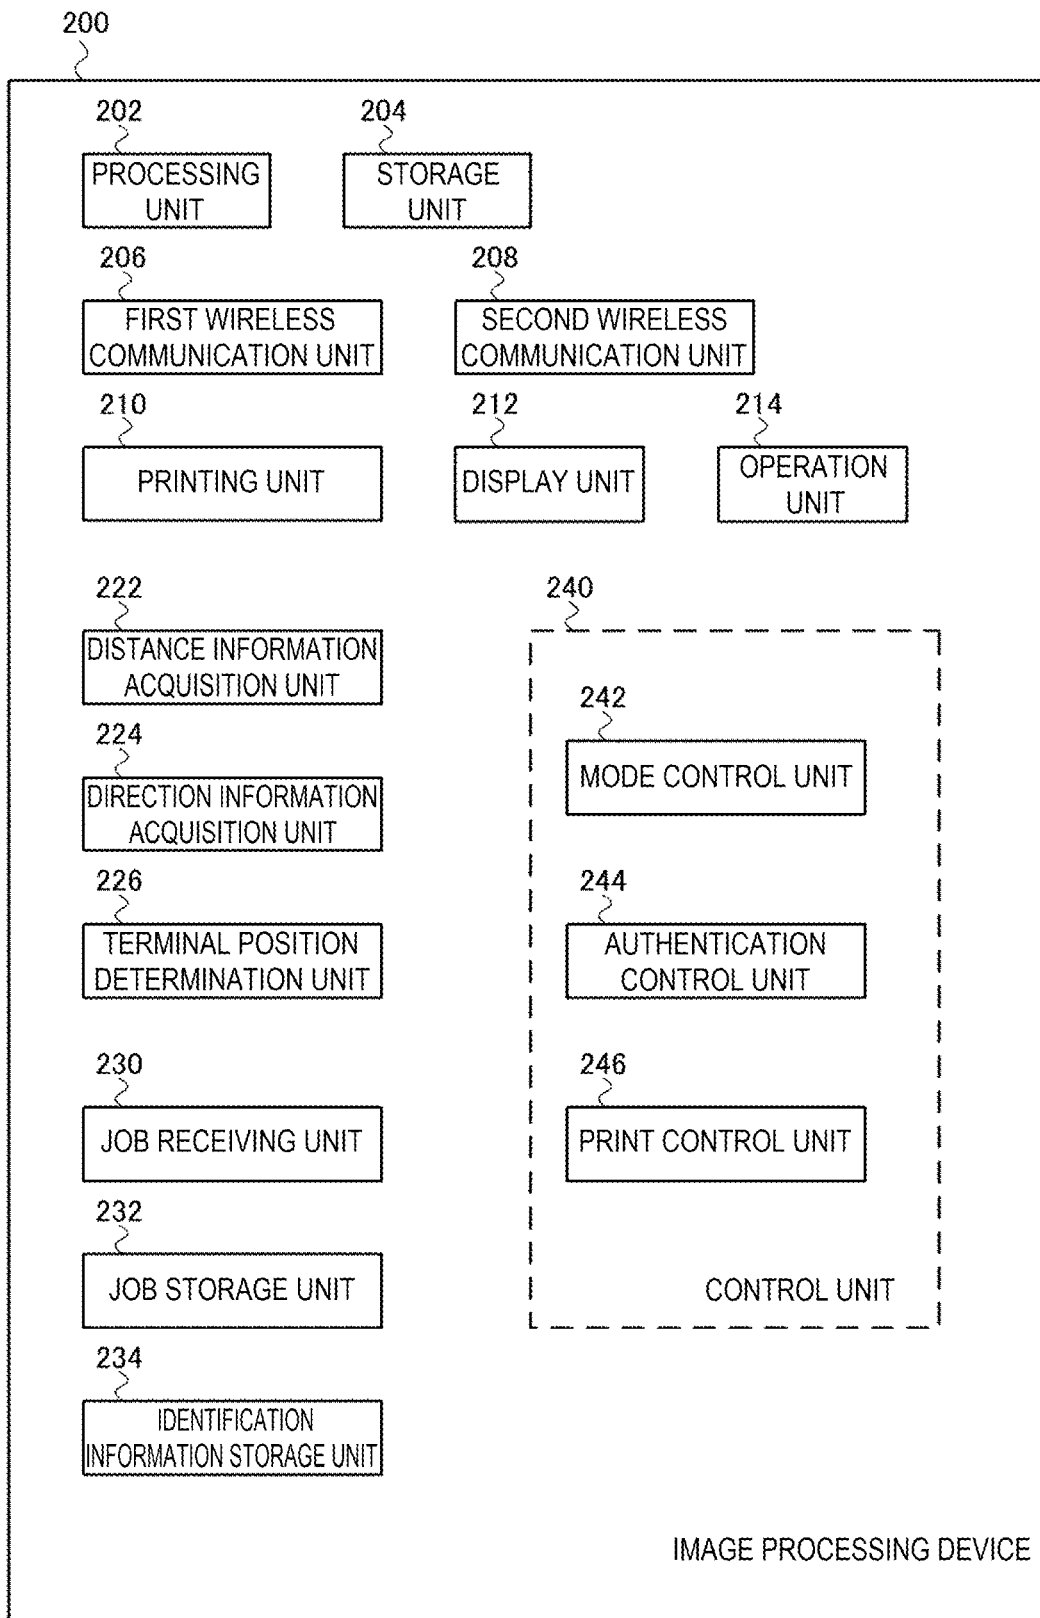 200
202
204
PROCESSING
UNIT
STORAGE
UNIT
206
208
FIRST WIRELESS
COMMUNICATION UNIT
SECOND WIRELESS
COMMUNICATION UNIT
210
212
214
PRINTING UNIT
DISPLAY UNIT
OPERATION
UNIT
222
DISTANCE INFORMATION
ACQUISITION UNIT
224
DIRECTION INFORMATION
ACQUISITION UNIT
226
TERMINAL POSITION
DETERMINATION UNIT
230
JOB RECEIVING UNIT
232
JOB STORAGE UNIT
234
IDENTIFICATION
INFORMATION STORAGE UNIT
240
242
MODE CONTROL UNIT
244
AUTHENTICATION
CONTROL UNIT
246
PRINT CONTROL UNIT
CONTROL UNIT
IMAGE PROCESSING DEVICE